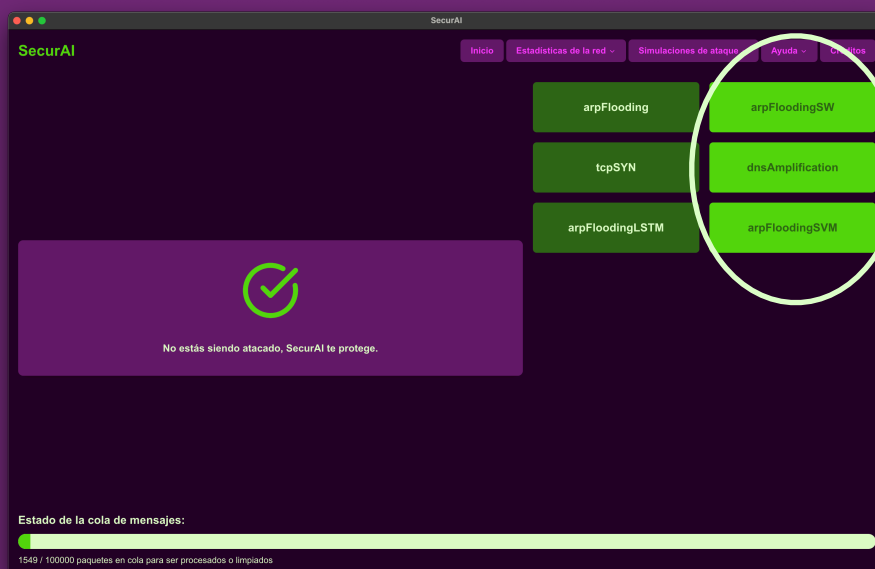 SecurAI
SecurAI
Inicio
Estadísticas de la red
Simulaciones de ataque
Ayuda
Créditos
arpFlooding
arpFloodingSW
tcpSYN
dnsAmplification
arpFloodingLSTM
arpFloodingSVM
No estás siendo atacado, SecurAI te protege.
Estado de la cola de mensajes:
1549 / 100000 paquetes en cola para ser procesados o limpiados